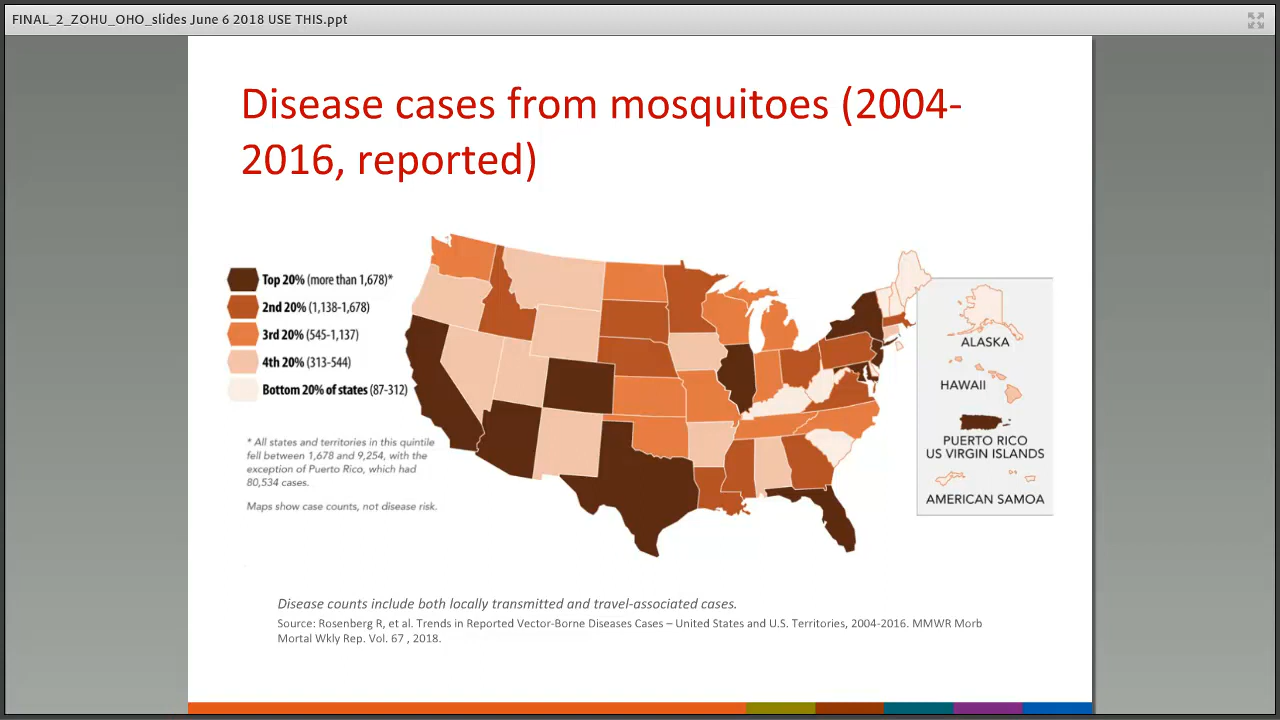 FINAL_2_ZOHU_OHO_slides June 6 2018 USE THIS.ppt
Disease cases from mosquitoes (2004-
2016, reported)
Top 20% (more than 1,678)*
2nd 20% (1,138-1,678)
3rd 20% (545-1,137)
4th 20% (313-544)
Bottom 20% of states (87-312)
* All states and territories in this quintile
fell between 1,678 and 9,254, with the
exception of Puerto Rico, which had
80,534 cases.
Maps show case counts, not disease risk.
ALASKA
HAWAII
PUERTO RICO
US VIRGIN ISLANDS
AMERICAN SAMOA
Disease counts include both locally transmitted and travel-associated cases.
Source: Rosenberg R, et al. Trends in Reported Vector-Borne Diseases Cases – United States and U.S. Territories, 2004-2016. MMWR Morb
Mortal Wkly Rep. Vol. 67 , 2018.